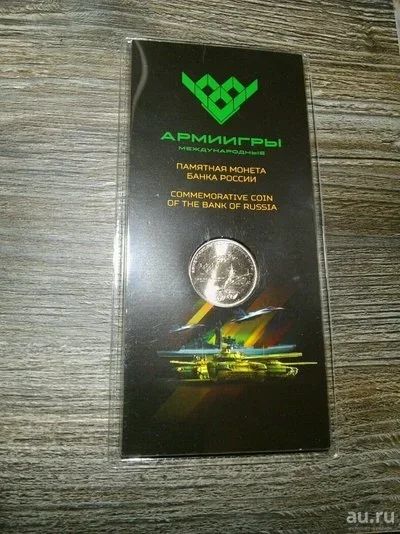 АРМИИГРЫ
МЕЖДУНАРОДНЫЕ
ПАМЯТНАЯ МОНЕТА
БАНКА РОССИИ
COMMEMORATIVE COIN
OF THE BANK OF RUSSIA
au.ru